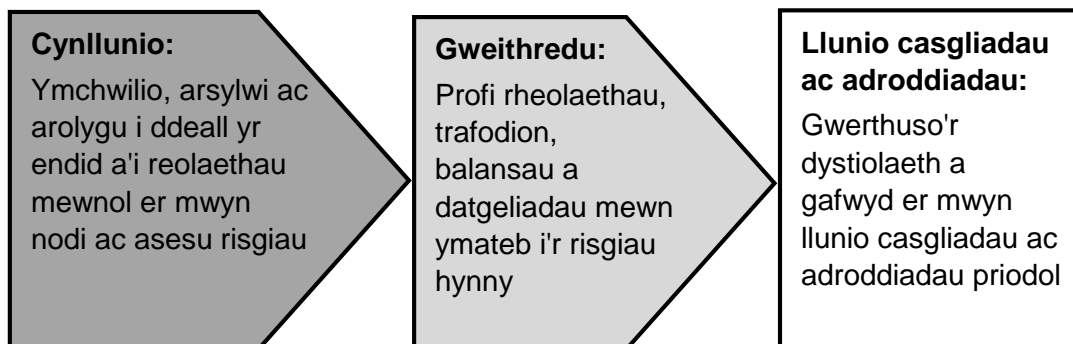 Cynllunio:
Ymchwilio, arsylwi ac
arolygu i ddeall yr
endid a'i reolaethau
mewnol er mwyn
nodi ac asesu risgiau
Gweithredu:
Profi rheolaethau,
trafodion,
balansau a
datgeliadau mewn
ymateb i'r risgiau
hynny
Llunio casgliadau
ac adroddiadau:
Gwerthuso'r
dystiolaeth a
gafwyd er mwyn
llunio casgliadau ac
adroddiadau priodol